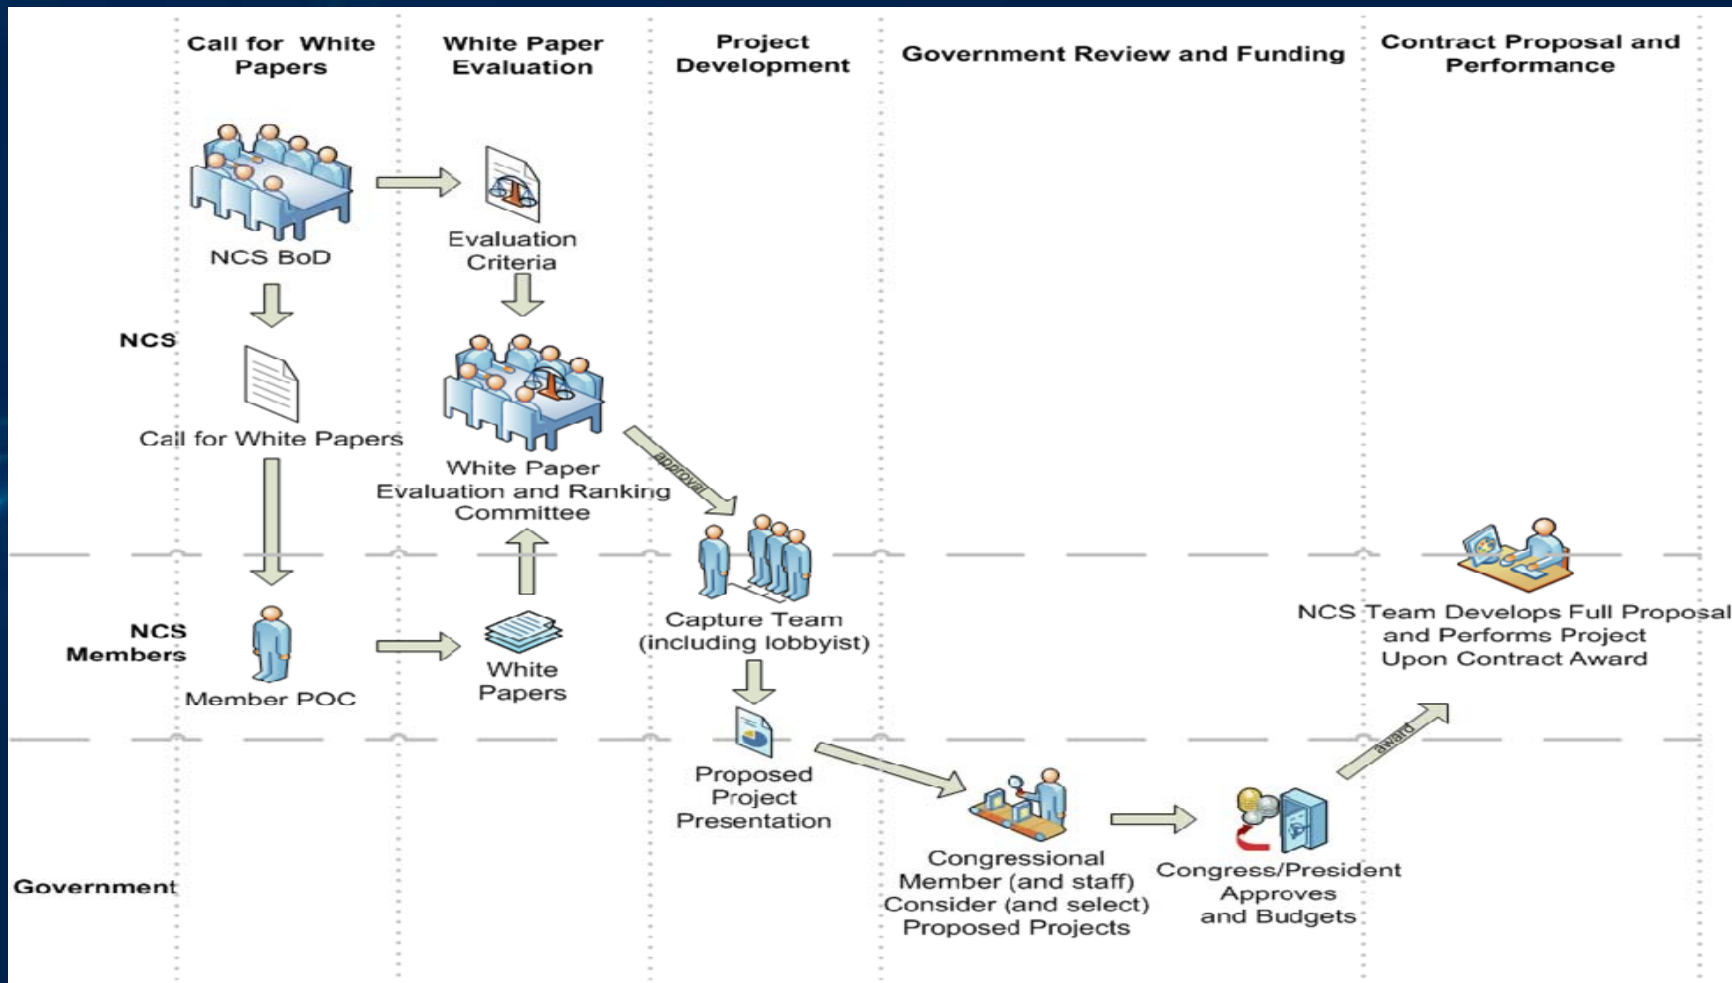 Call for White
Papers
White Paper
Evaluation
Project
Development
Government Review and Funding
Contract Proposal and
Performance
NCS
NCS BoD
Evaluation
Criteria
Call for White Papers
White Paper
Evaluation and Ranking
Committee
approval
NCS
Members
Member POC
White
Papers
Capture Team
(including lobbyist)
NCS Team Develops Full Proposal
and Performs Project
Upon Contract Award
Government
Proposed
Project
Presentation
Congressional
Member (and staff)
Consider (and select)
Proposed Projects
Congress/President
Approves
and Budgets
award